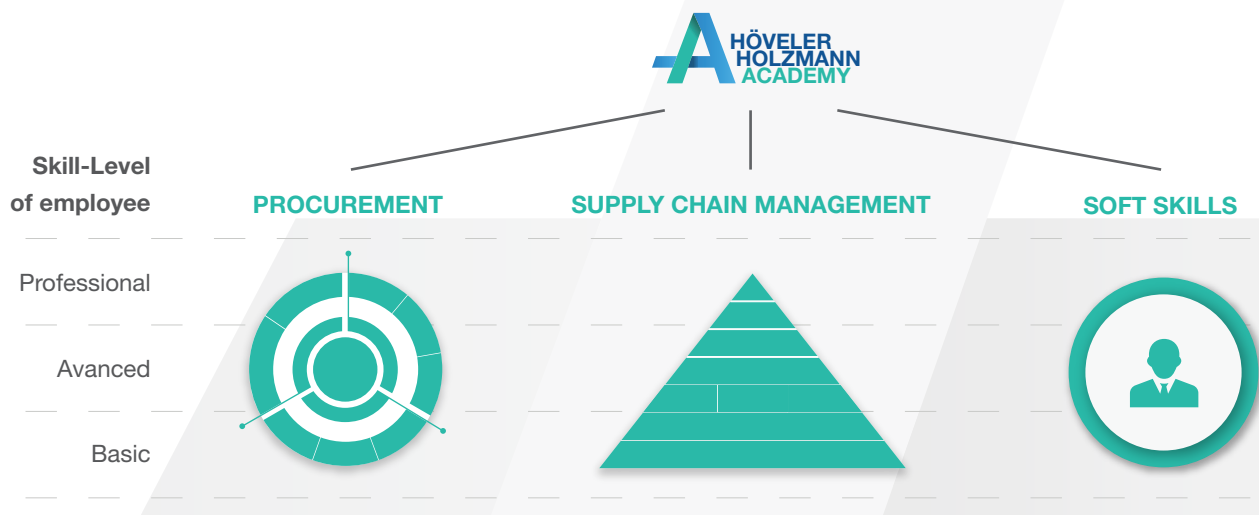 HÖVELER
HOLZMANN
ACADEMY
Skill-Level
of employee
PROCUREMENT
SUPPLY CHAIN MANAGEMENT
SOFT SKILLS
Professional
Avanced
Basic